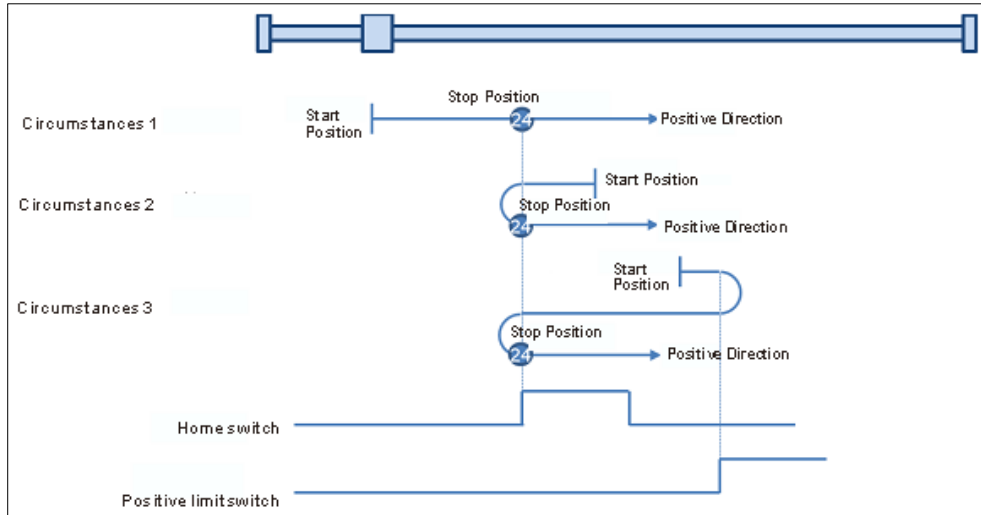 Stop Position
Start
Position
24
Positive Direction
Circumstances 1
Start Position
Circumstances 2
Stop Position
24
Positive Direction
Start
Position
Circumstances 3
Stop Position
24
Positive Direction
Home switch
Positive limitswitch